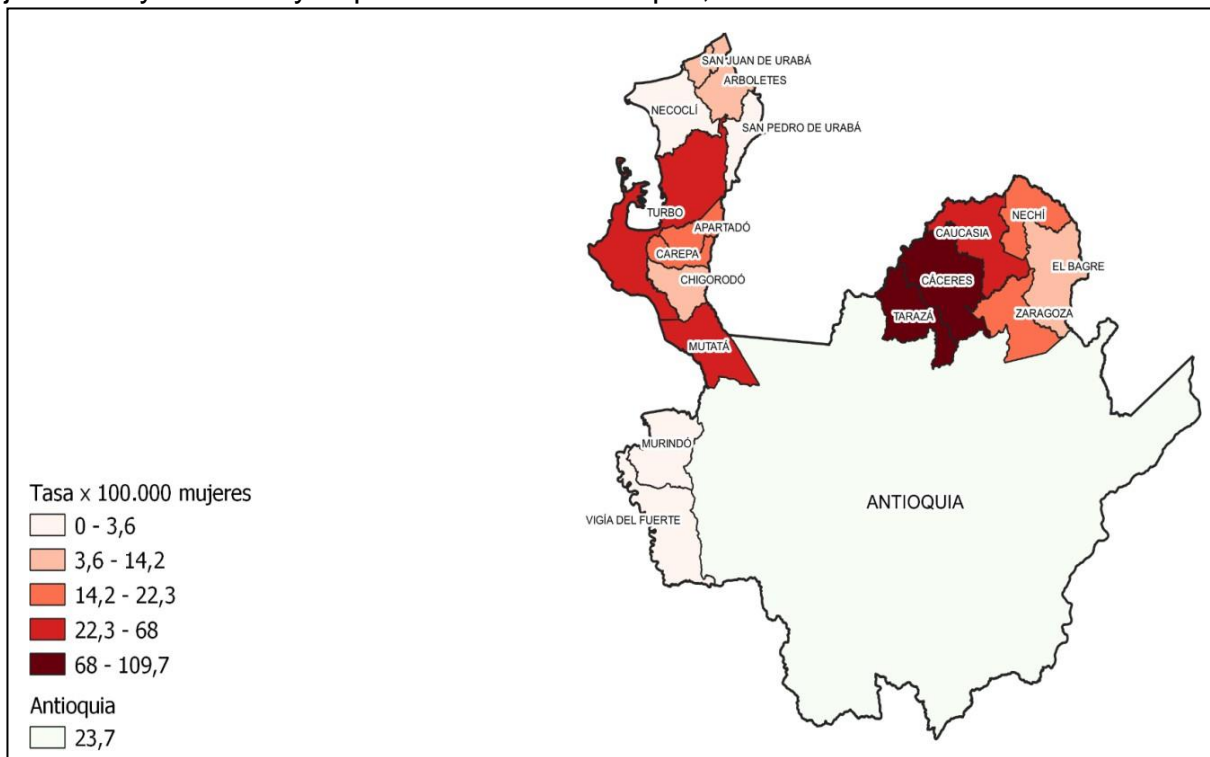 SAN JUAN DE URABÁ
ARBOLETES
NECOCLÍ
SAN PEDRO DE URABÁ
TURBO
APARTADÓ
CAREPA
CHIGORODÓ
MUTATÁ
NECHÍ
CAUCASIA
EL BAGRE
CÁCERES
TARAZÁ
ZARAGOZA
MURINDÓ
VIGÍA DEL FUERTE
ANTIOQUIA
Tasa x 100.000 mujeres
0 - 3,6
3,6 - 14,2
14,2 - 22,3
22,3 - 68
68 - 109,7
Antioquia
23,7